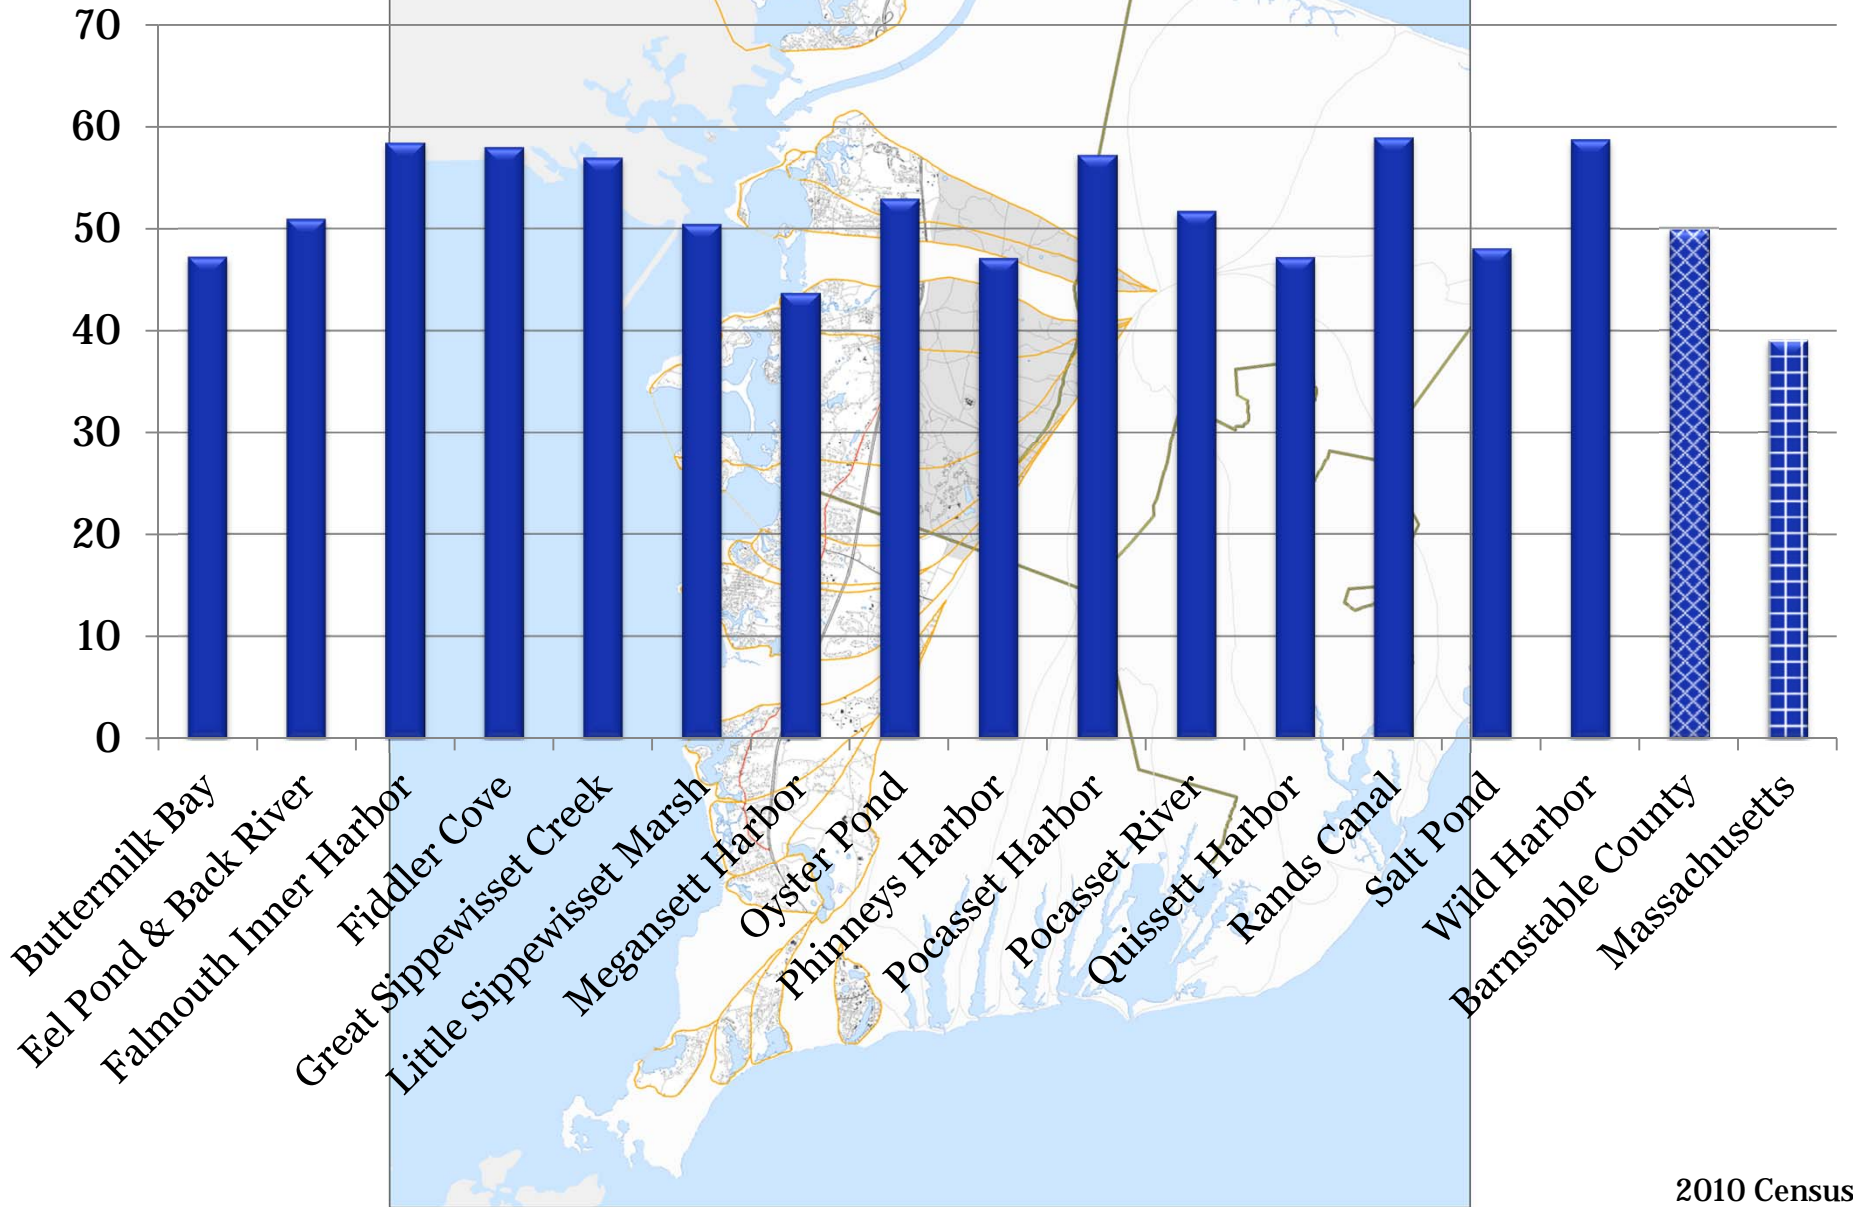 70
60
50
40
30
20
10
0
Buttermilk Bay
Eel Pond & Back River
Falmouth Inner Harbor
Fiddler Cove
Great Sippewisset Creek
Little Sippewisset Marsh
Megansett Harbor
Oyster Pond
Phinneys Harbor
Pocasset Harbor
Pocasset River
Quissett Harbor
Rands Canal
Salt Pond
Wild Harbor
Barnstable County
Massachusetts
2010 Census